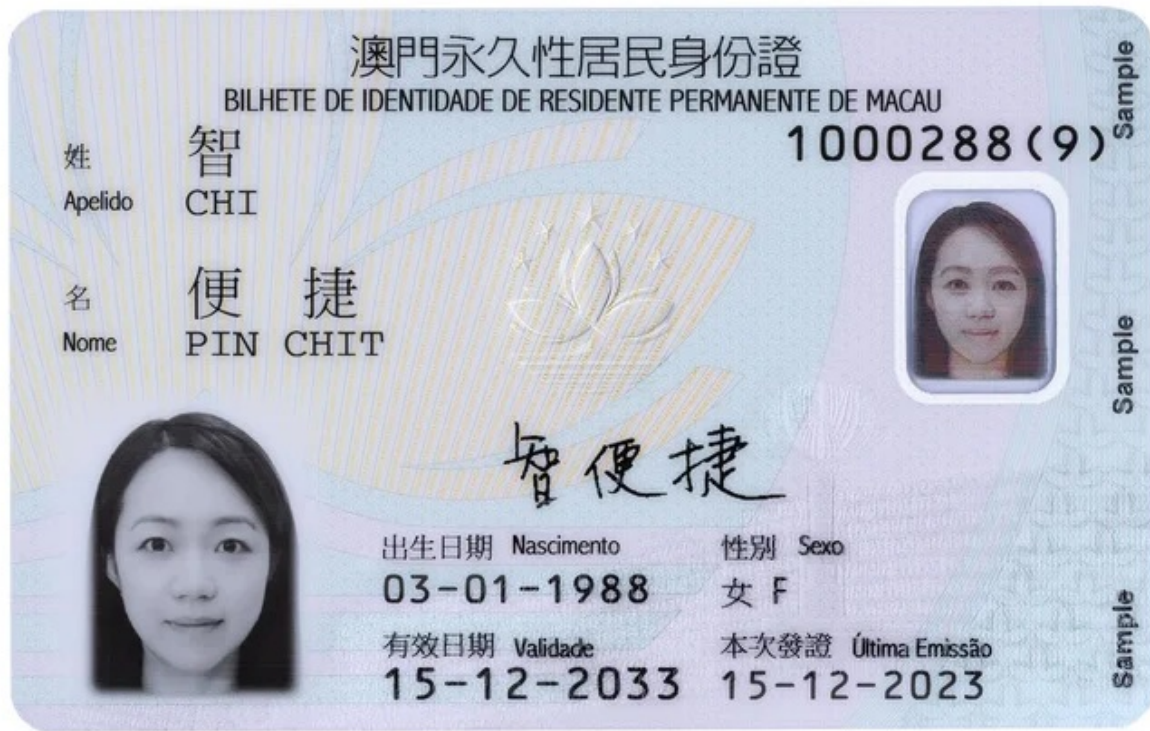 澳門永久性居民身份證
BILHETE DE IDENTIDADE DE RESIDENTE PERMANENTE DE MACAU
1000288(9)
姓 智
Apelido CHI
名 便 捷
Nome PIN CHIT
智便捷
出生日期 Nascimento 性別 Sexo
03-01-1988 女 F
有效日期 Validade 本次發證 Última Emissão
15-12-2033 15-12-2023
Sample
Sample
Sample